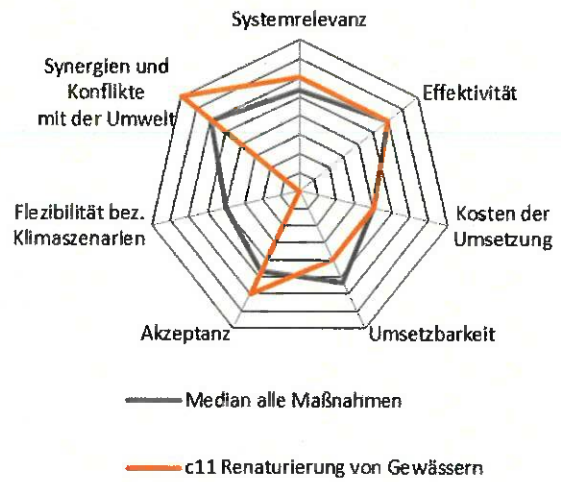 Systemrelevanz
Synergien und
Konflikte
mit der Umwelt
Effektivität
Flezibilität bez.
Klimaszenarien
Kosten der
Umsetzung
Akzeptanz
Umsetzbarkeit
Median alle Maßnahmen
c11 Renaturierung von Gewässern